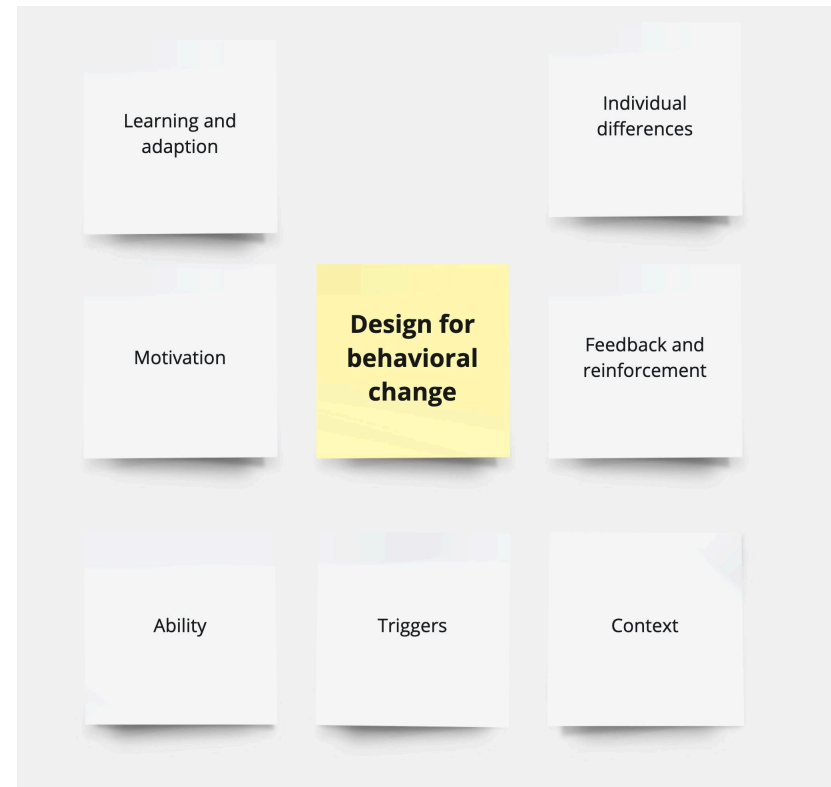 Learning and
adaption
Individual
differences
Motivation
Design for
behavioral
change
Feedback and
reinforcement
Ability
Triggers
Context